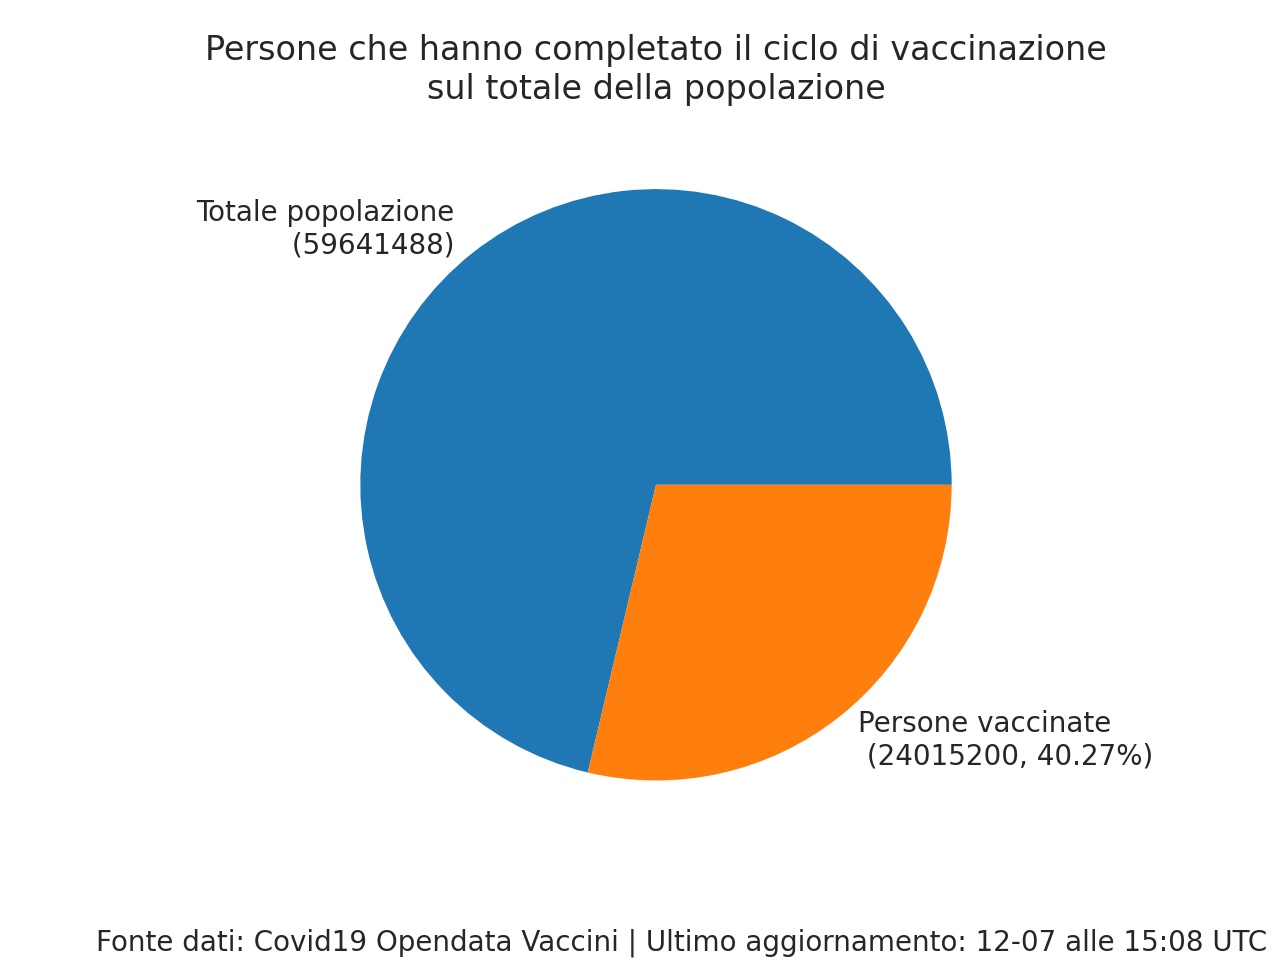 Persone che hanno completato il ciclo di vaccinazione
sul totale della popolazione
Totale popolazione
(59641488)
Persone vaccinate
(24015200, 40.27%)
Fonte dati: Covid19 Opendata Vaccini | Ultimo aggiornamento: 12-07 alle 15:08 UTC